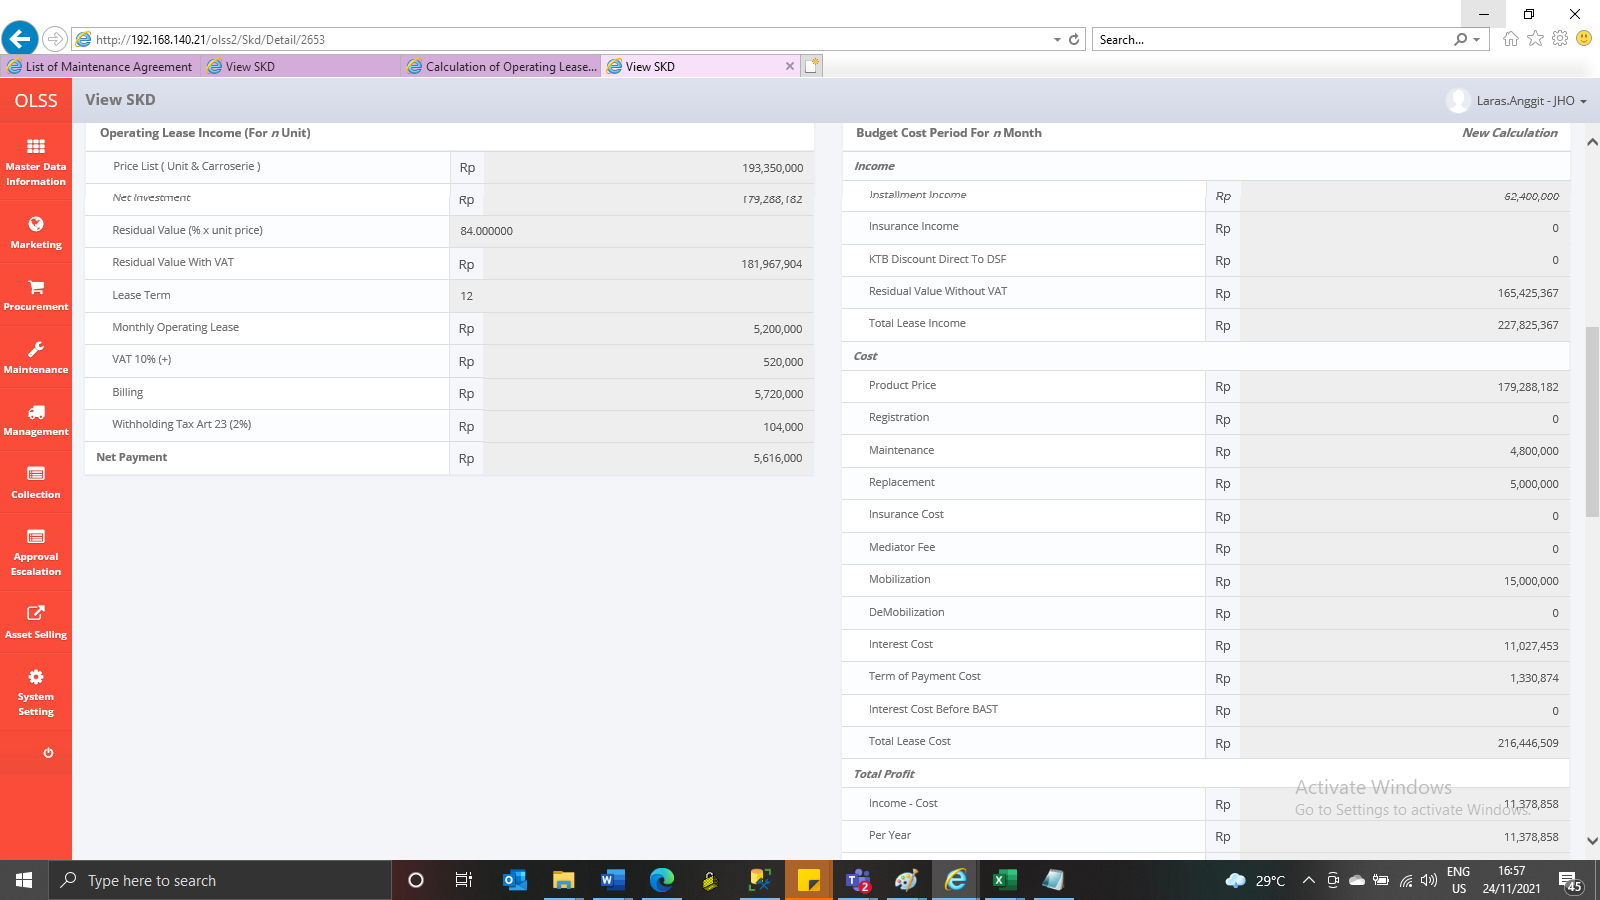 http://192.168.140.21/olss2/Skd/Detail/2653
Search...
List of Maintenance Agreement
View SKD
Calculation of Operating Lease...
View SKD
OLSS
View SKD
Laras.Anggit - JHO
Master Data Information
Marketing
Procurement
Maintenance
Management
Collection
Approval Escalation
Asset Selling
System Setting
Operating Lease Income (For n Unit)
Price List ( Unit & Carroserie ) Rp 193,350,000
Net Investment Rp 179,288,182
Residual Value (% x unit price) 84.000000
Residual Value With VAT Rp 181,967,904
Lease Term 12
Monthly Operating Lease Rp 5,200,000
VAT 10% (+) Rp 520,000
Billing Rp 5,720,000
Withholding Tax Art 23 (2%) Rp 104,000
Net Payment Rp 5,616,000
Budget Cost Period For n Month New Calculation
Income
Installment Income Rp 62,400,000
Insurance Income Rp 0
KTB Discount Direct To DSF Rp 0
Residual Value Without VAT Rp 165,425,367
Total Lease Income Rp 227,825,367
Cost
Product Price Rp 179,288,182
Registration Rp 0
Maintenance Rp 4,800,000
Replacement Rp 5,000,000
Insurance Cost Rp 0
Mediator Fee Rp 0
Mobilization Rp 15,000,000
DeMobilization Rp 0
Interest Cost Rp 11,027,453
Term of Payment Cost Rp 1,330,874
Interest Cost Before BAST Rp 0
Total Lease Cost Rp 216,446,509
Total Profit
Income - Cost Rp 11,378,858
Per Year Rp 11,378,858
Activate Windows
Go to Settings to activate Windows.
Type here to search
2
29°C
ENG
US
16:57
24/11/2021
45